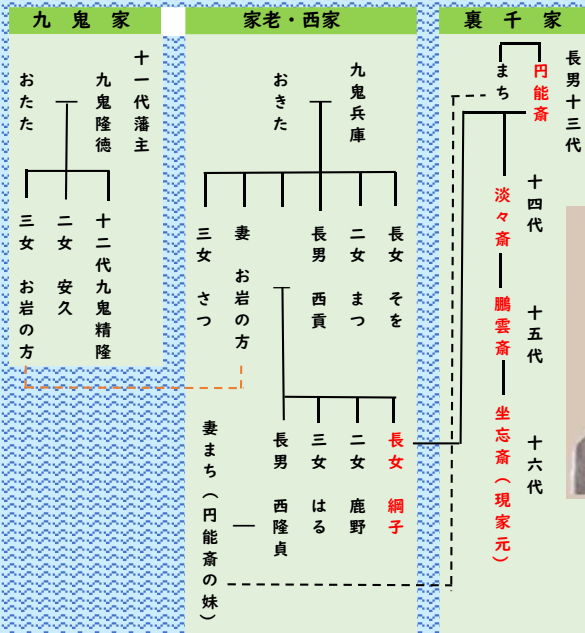 九鬼家
家老・西家
裏千家
長男十三代
円能斎
まち
十四代
淡々斎
十五代
鵬雲斎
十六代
坐忘斎（現家元）
九鬼兵庫
おきた
長女 そを
二女 まつ
長男 西貢
妻 お岩の方
三女 さつ
長女 綱子
二女 鹿野
三女 はる
長男 西隆貞
妻まち（円能斎の妹）
十一代藩主
九鬼隆徳
おたた
十二代九鬼精隆
二女 安久
三女 お岩の方